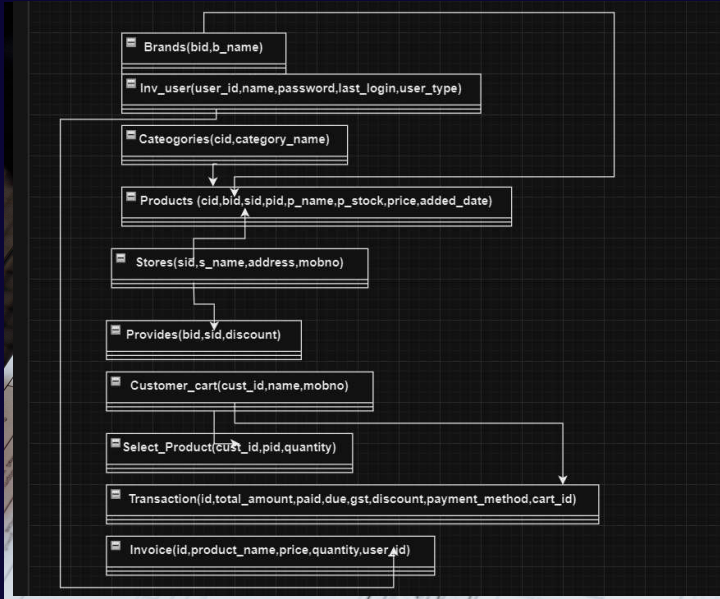 Brands(bid,b_name)
Inv_user(user_id,name,password,last_login,user_type)
Cateogories(cid,category_name)
Products (cid,bid,sid,pid,p_name,p_stock,price,added_date)
Stores(sid,s_name,address,mobno)
Provides(bid,sid,discount)
Customer_cart(cust_id,name,mobno)
Select_Product(cust_id,pid,quantity)
Transaction(id,total_amount,paid,due,gst,discount,payment_method,cart_id)
Invoice(id,product_name,price,quantity,user_id)